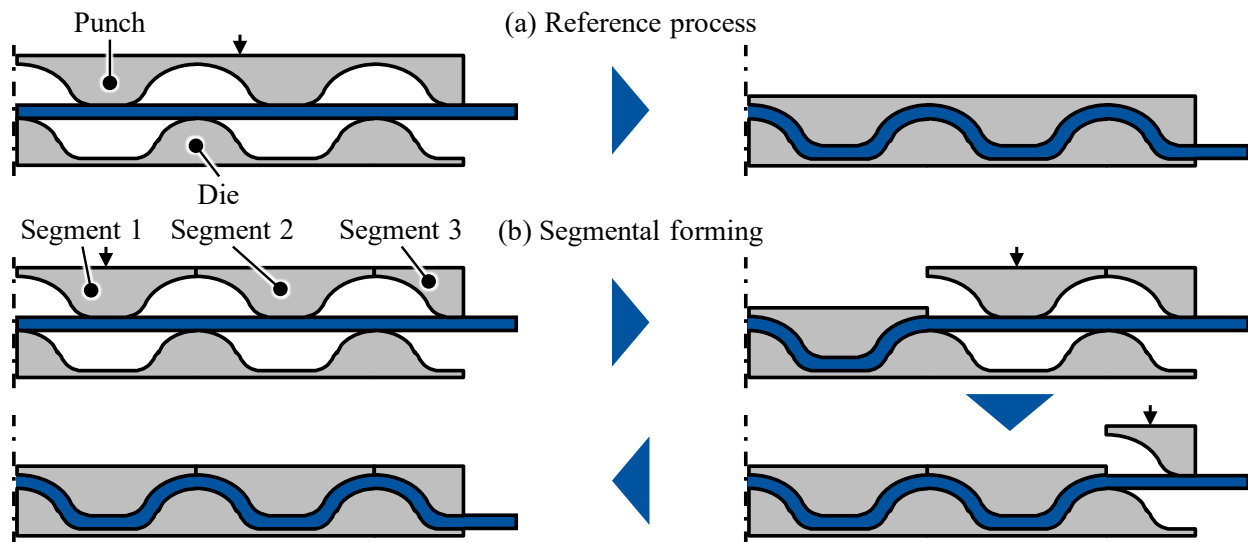 Punch
(a) Reference process
Die
Segment 1
Segment 2
Segment 3
(b) Segmental forming